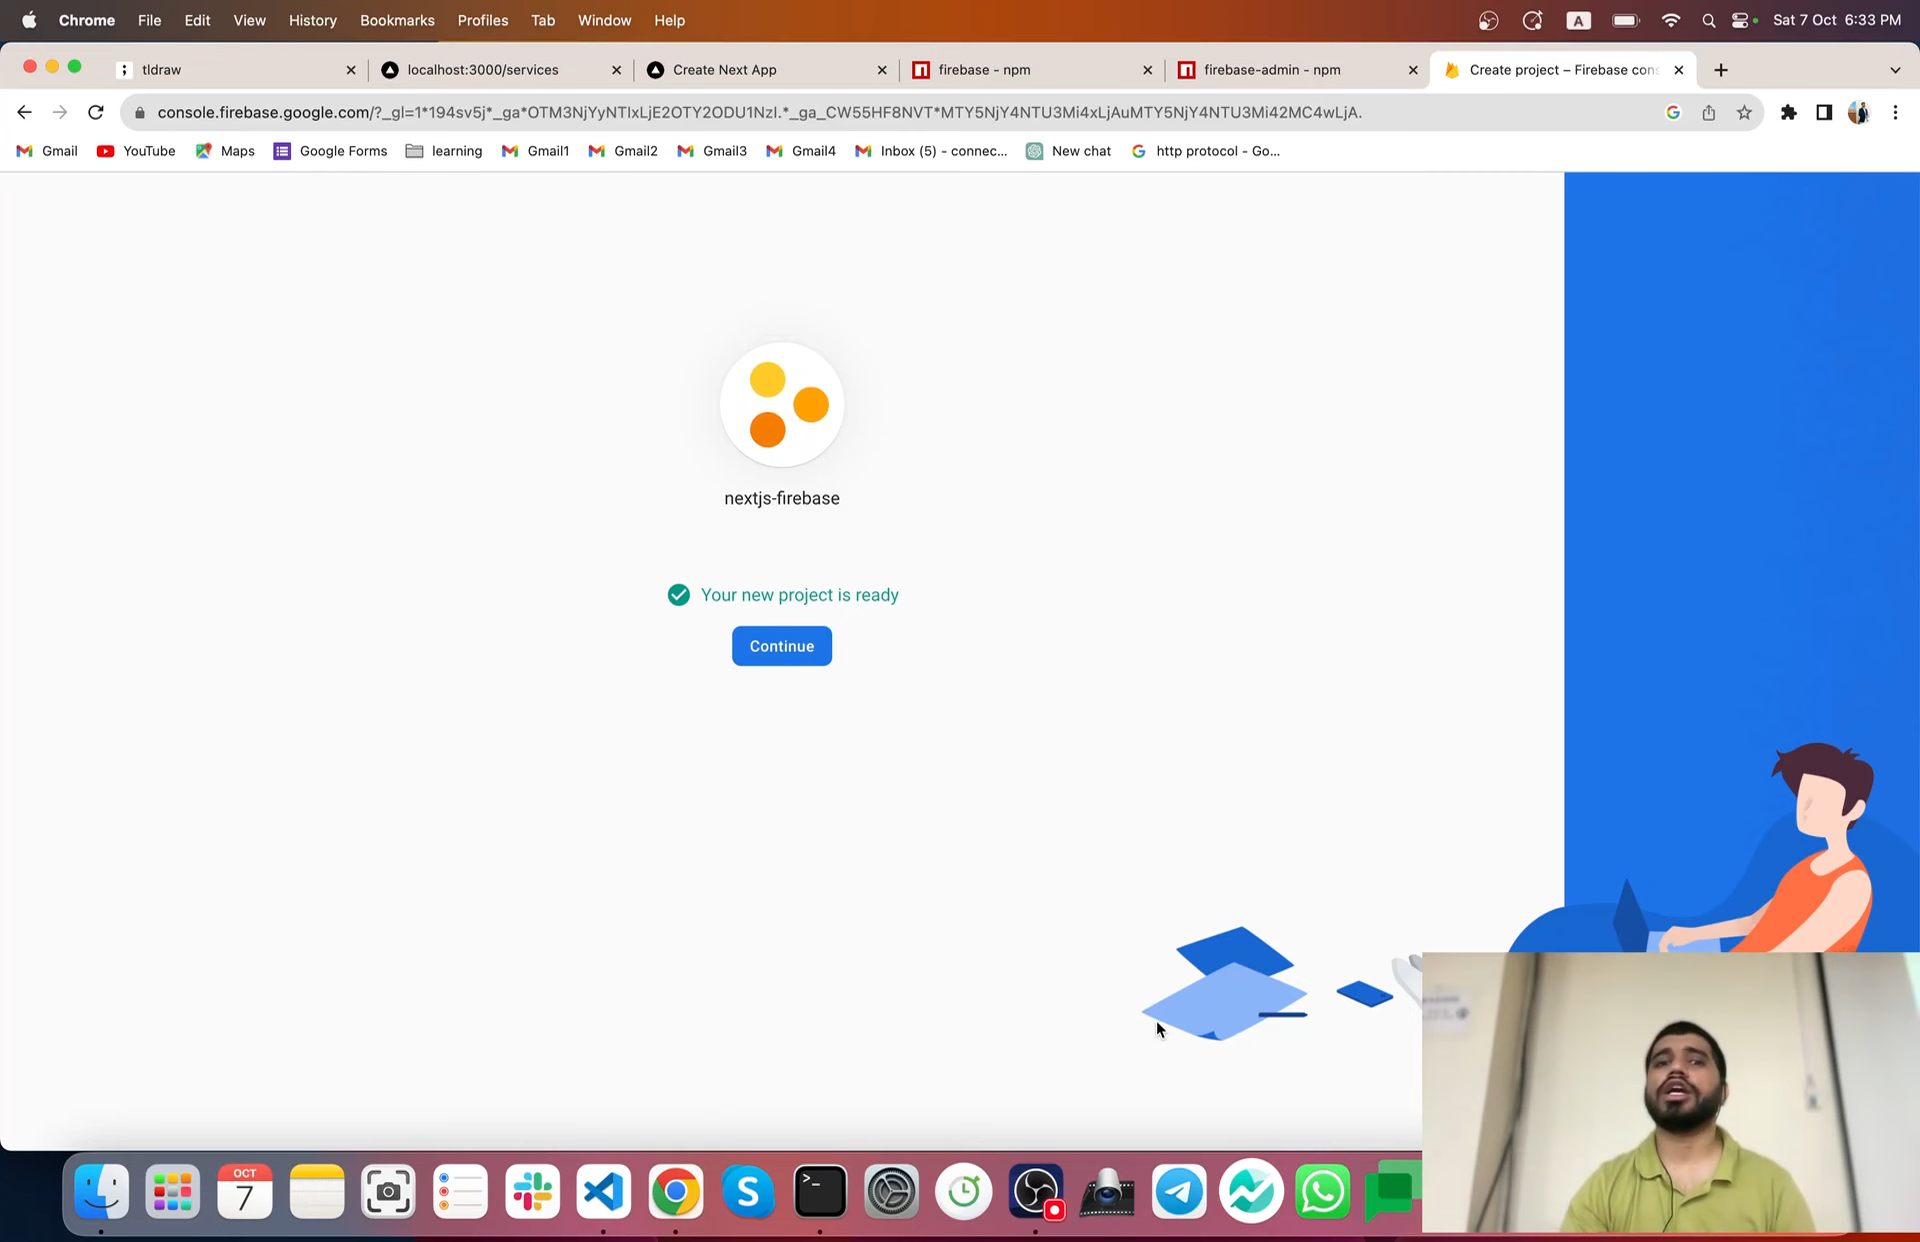 Chrome File Edit View History Bookmarks Profiles Tab Window Help A Sat 7 Oct 6:33 PM
tldraw localhost:3000/services Create Next App firebase - npm firebase-admin - npm Create project – Firebase cons
console.firebase.google.com/?_gl=1*194sv5j*_ga*OTM3NjYyNTIxLjE2OTY2ODU1NzI.*_ga_CW55HF8NVT*MTY5NjY4NTU3Mi4xLjAuMTY5NjY4NTU3Mi42MC4wLjA.
Gmail YouTube Maps Google Forms learning Gmail1 Gmail2 Gmail3 Gmail4 Inbox (5) - connec... New chat http protocol - Go...
nextjs-firebase
Your new project is ready
Continue
OCT
7